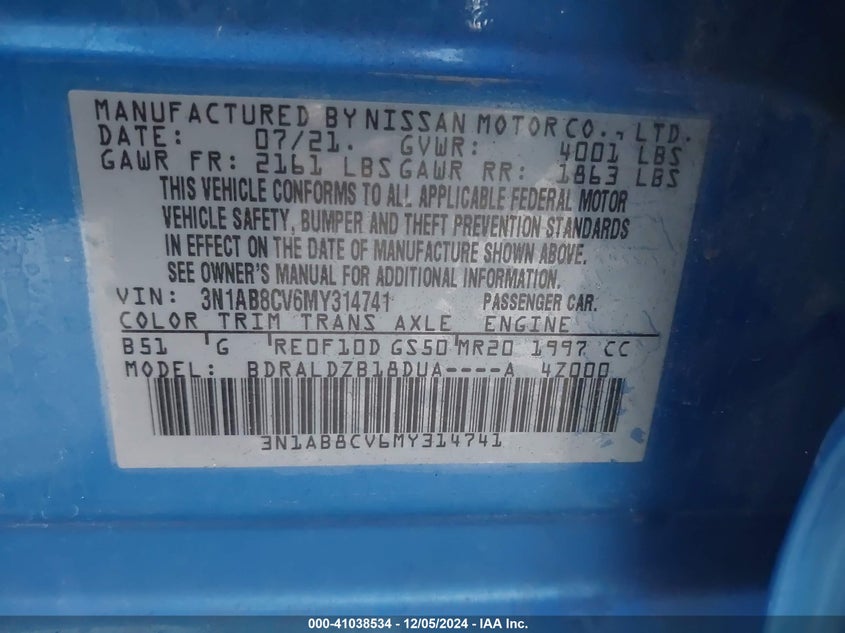 MANUFACTURED BY NISSAN MOTOR CO., LTD.
DATE: 07/21. GVWR: 4001 LBS
GAWR FR: 2161 LBS GAWR RR: 1863 LBS
THIS VEHICLE CONFORMS TO ALL APPLICABLE FEDERAL MOTOR
VEHICLE SAFETY, BUMPER AND THEFT PREVENTION STANDARDS
IN EFFECT ON THE DATE OF MANUFACTURE SHOWN ABOVE.
SEE OWNER'S MANUAL FOR ADDITIONAL INFORMATION.
VIN: 3N1AB8CV6MY314741 PASSENGER CAR.
COLOR TRIM TRANS AXLE ENGINE
B51 G RE0F10D GS50 MR20 1997 CC
MODEL: BDRALDZB18DUA----A 4Z000
3N1AB8CV6MY314741
000-41038534 - 12/05/2024 - IAA Inc.